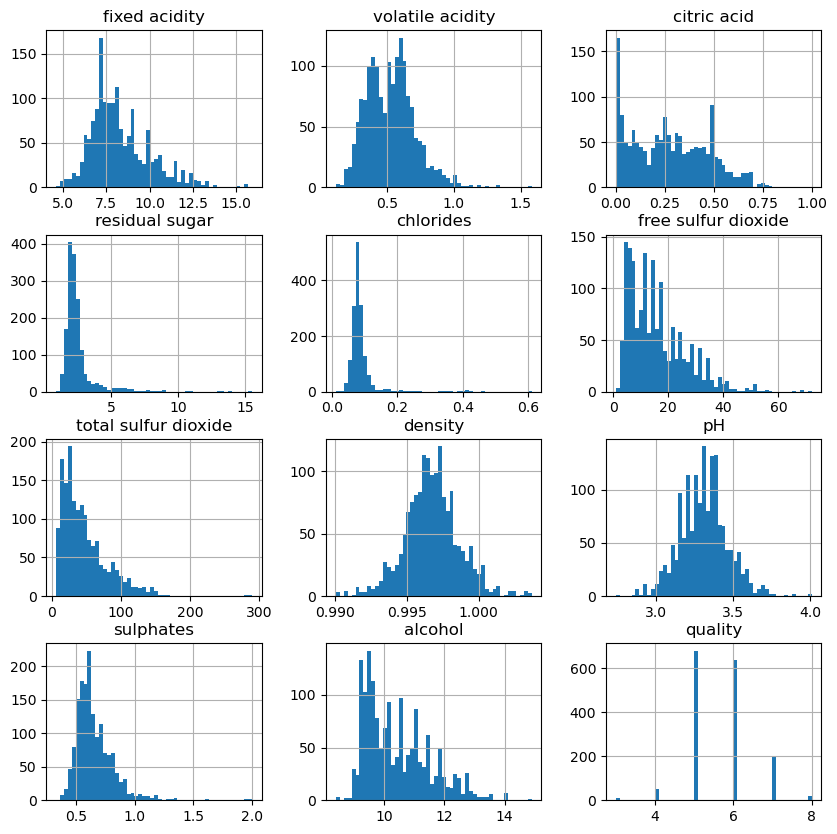 fixed acidity volatile acidity citric acid
150 100 50 0
5.0 7.5 10.0 12.5 15.0
100 50 0
0.5 1.0 1.5
150 100 50 0
0.00 0.25 0.50 0.75 1.00
residual sugar chlorides free sulfur dioxide
400 300 200 100 0
5 10 15
400 200 0
0.0 0.2 0.4 0.6
150 100 50 0
0 20 40 60
total sulfur dioxide density pH
200 150 100 50 0
0 100 200 300
100 50 0
0.990 0.995 1.000
100 50 0
3.0 3.5 4.0
sulphates alcohol quality
200 150 100 50 0
0.5 1.0 1.5 2.0
100 50 0
10 12 14
600 400 200 0
4 6 8